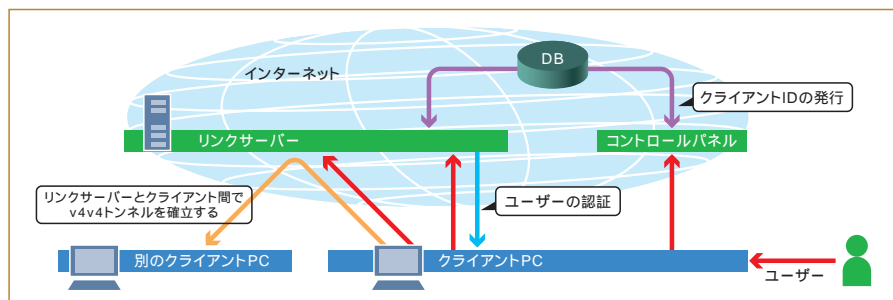 DB
インターネット
クライアントIDの発行
リンクサーバー
コントロールパネル
リンクサーバーとクライアント間で
v4v4トンネルを確立する
ユーザーの認証
別のクライアントPC
クライアントPC
ユーザー